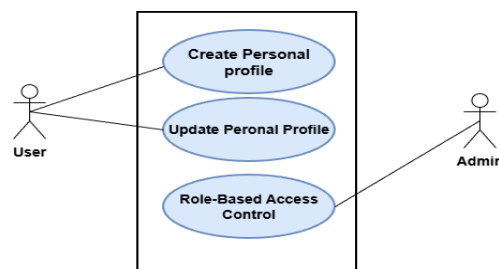 Create Personal
profile
Update Peronal Profile
User
Admin
Role-Based Access
Control